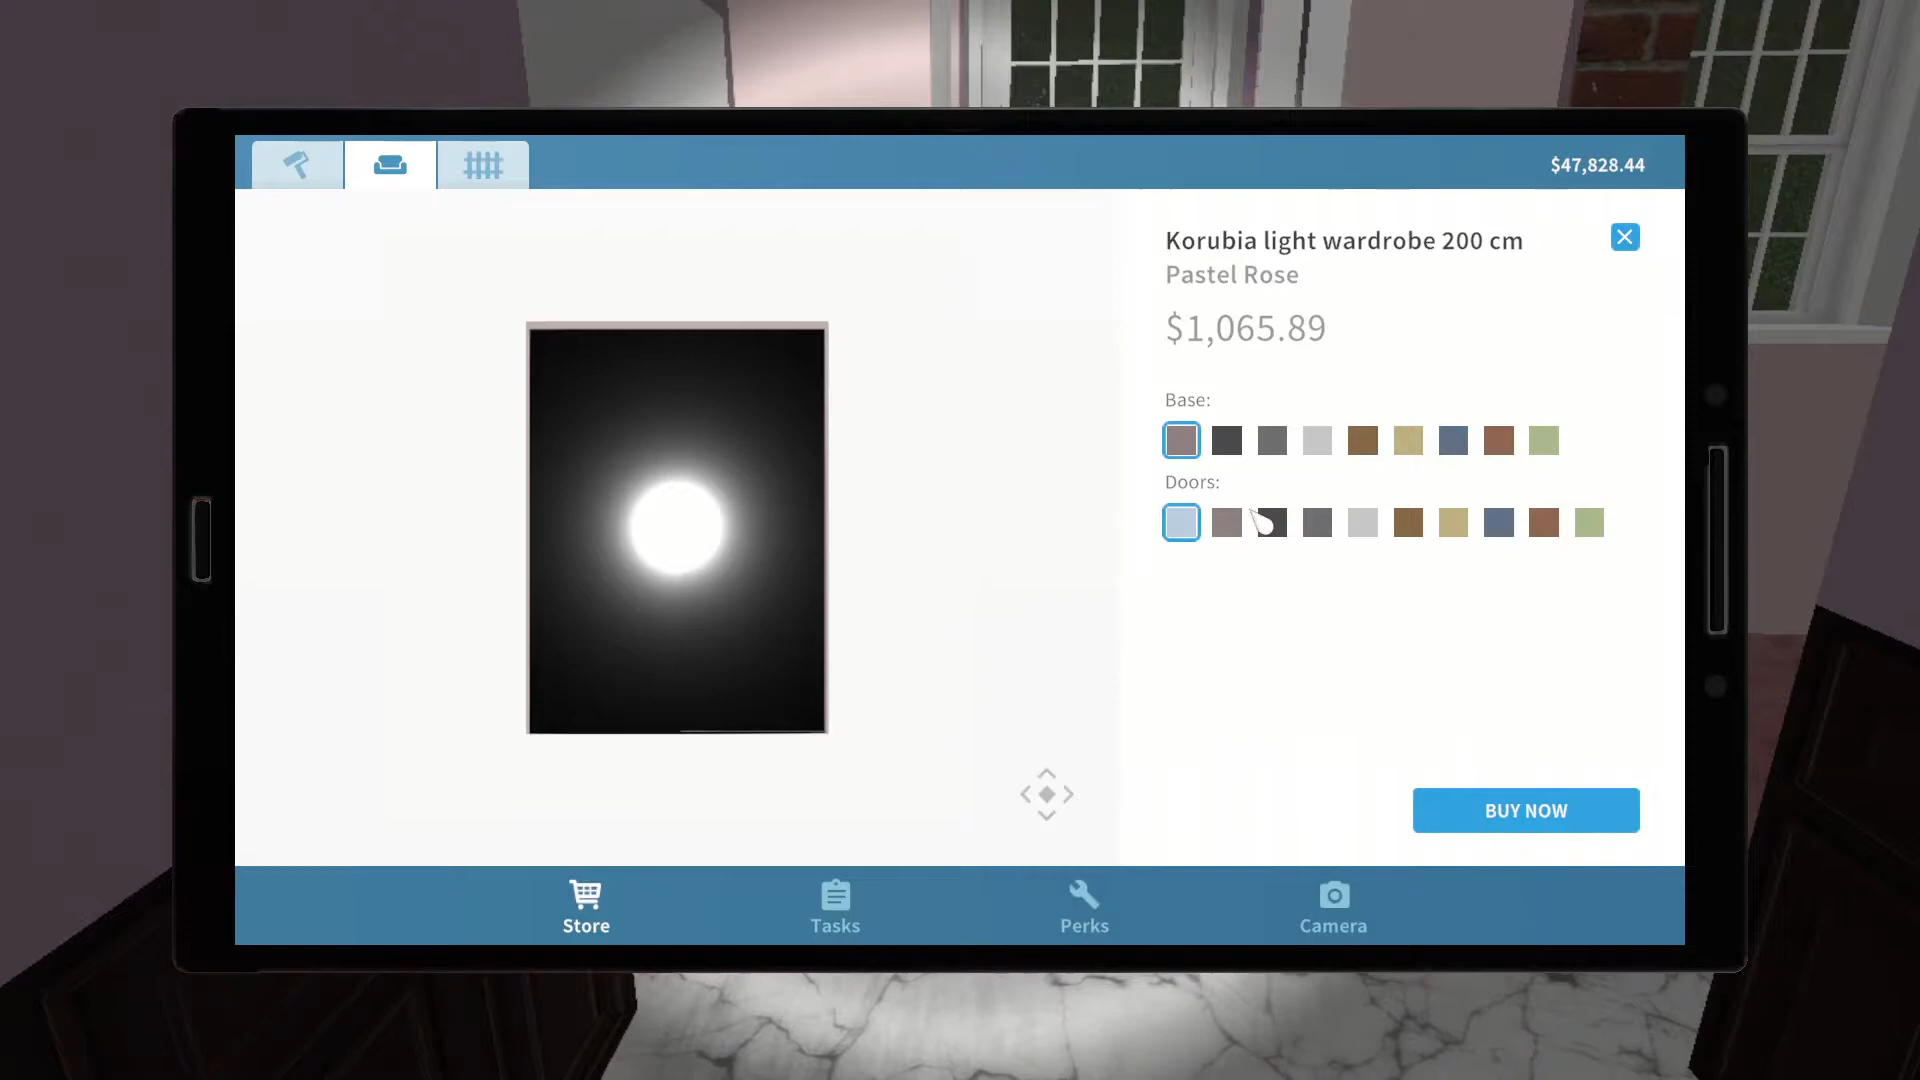 $47,828.44
Korubia light wardrobe 200 cm
Pastel Rose
$1,065.89
Base:
Doors:
BUY NOW
Store
Tasks
Perks
Camera